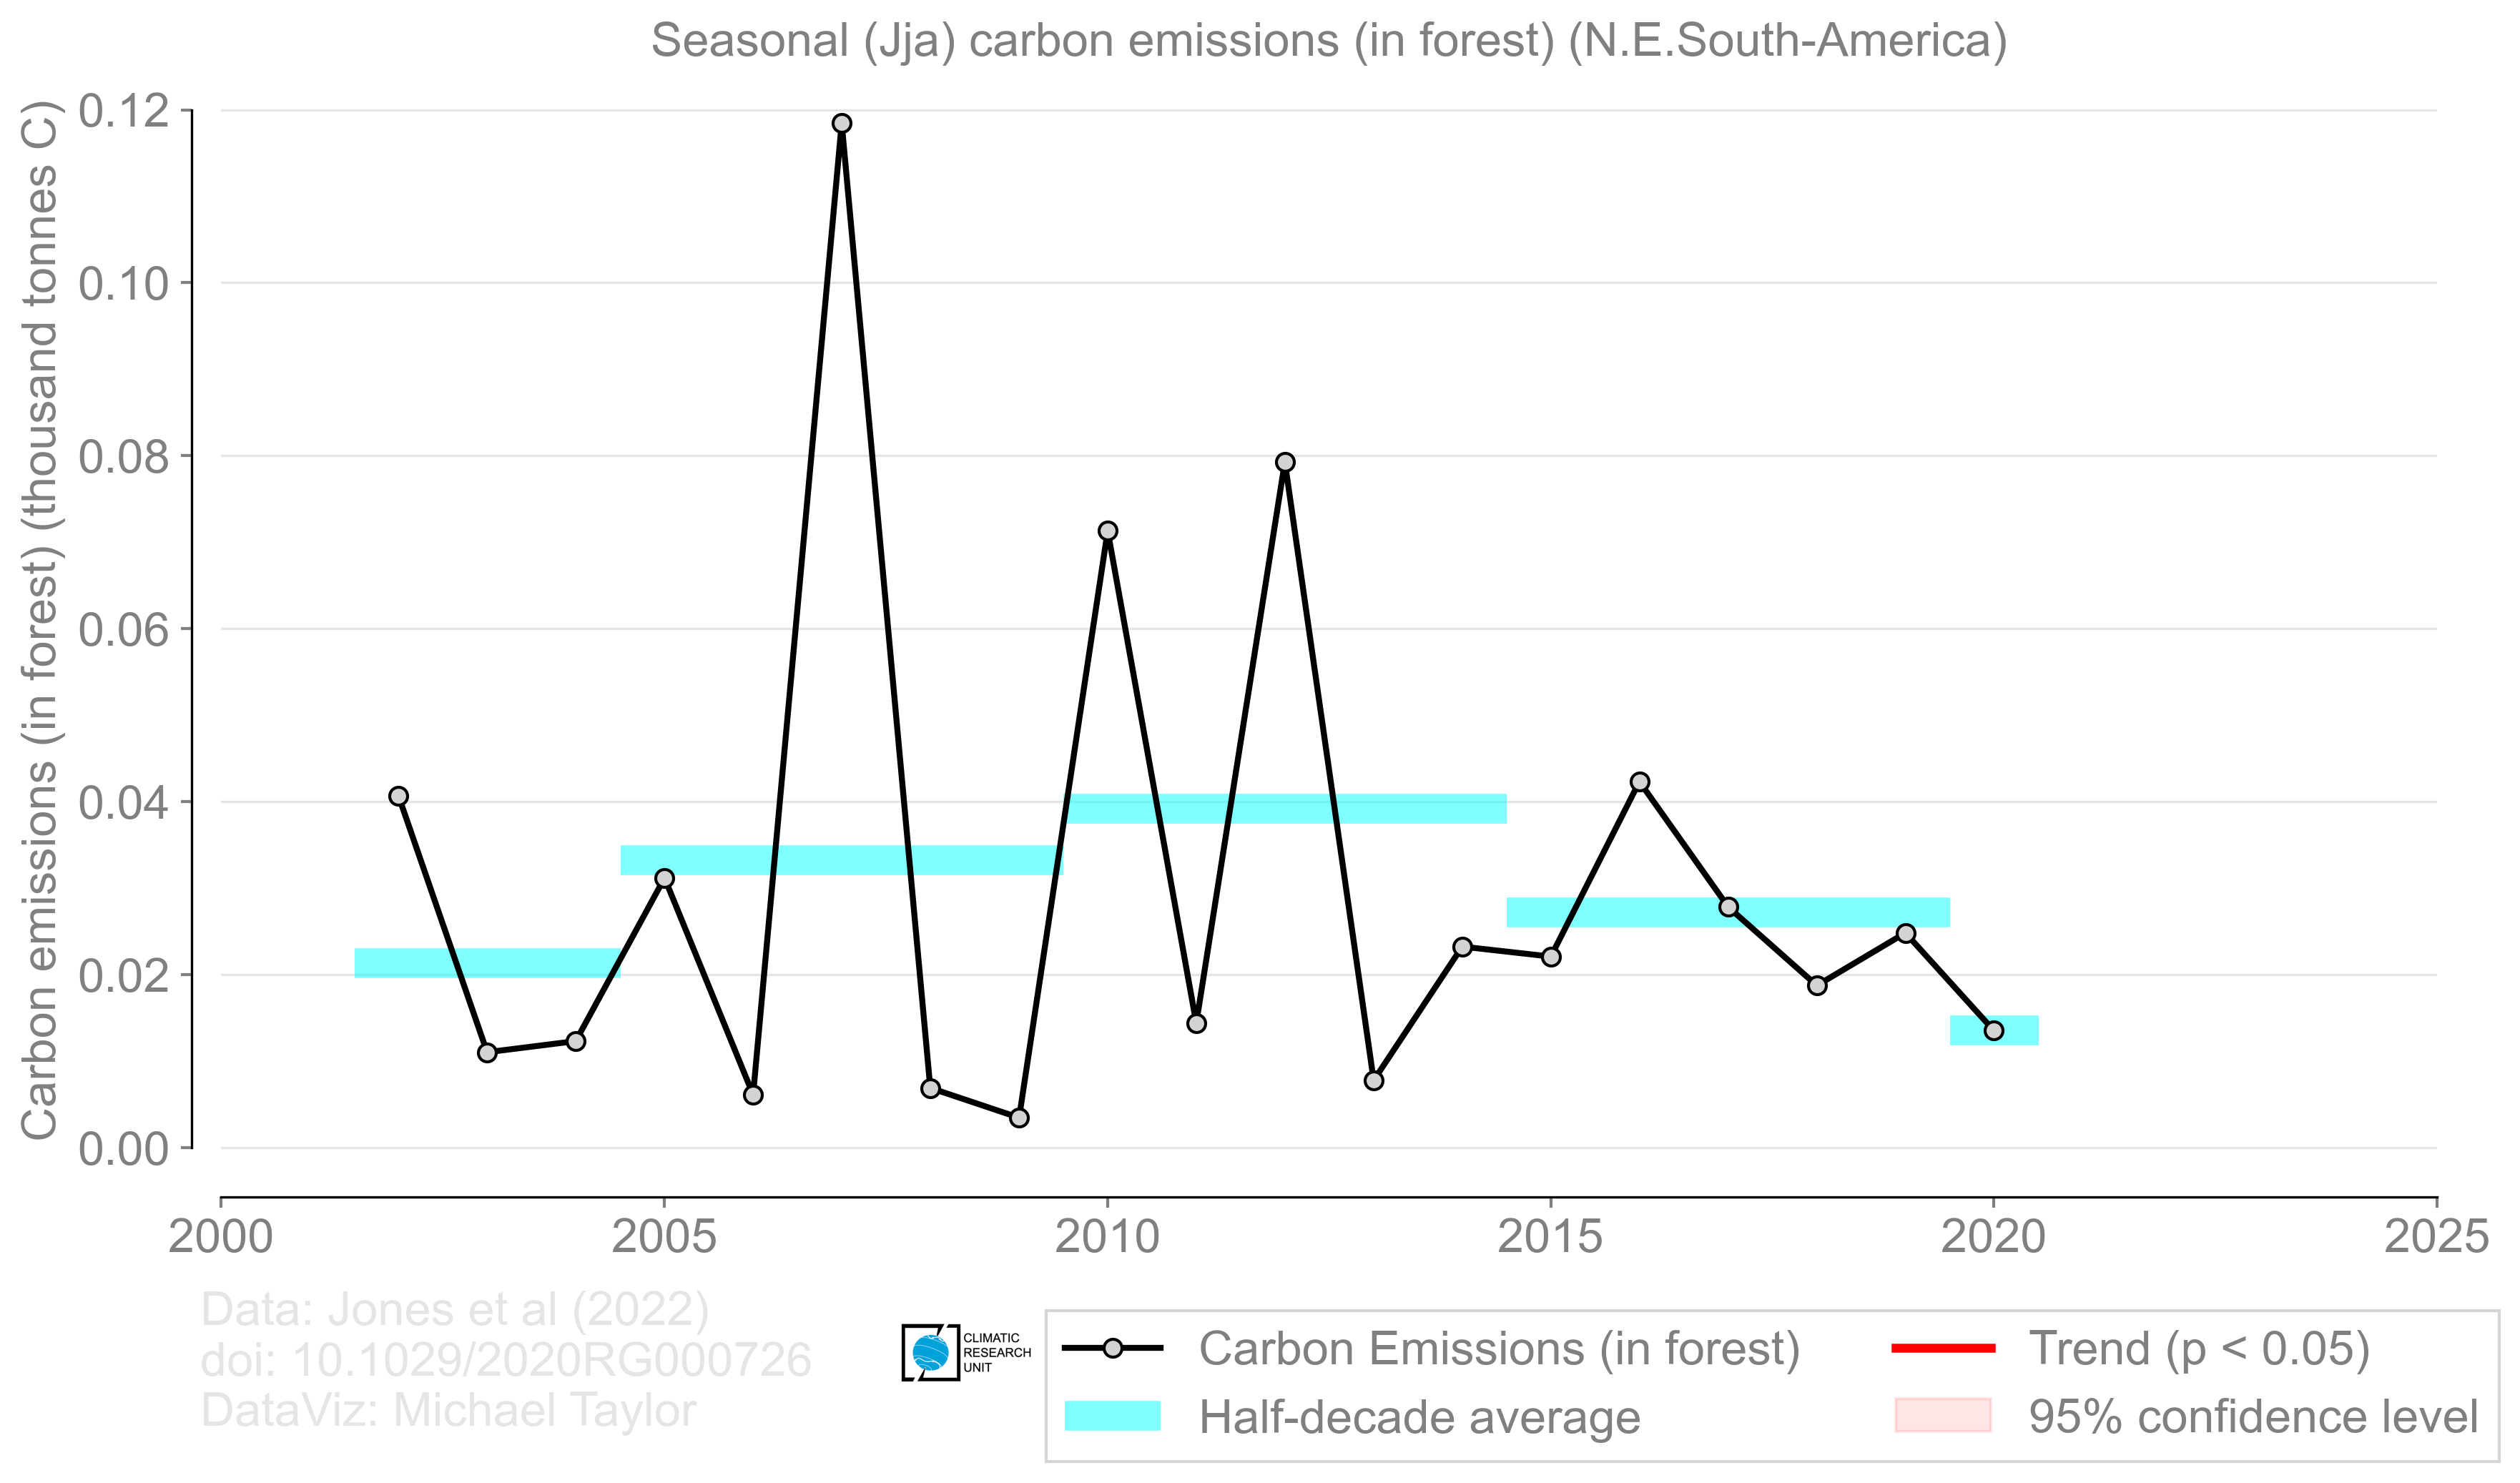 Seasonal (Jja) carbon emissions (in forest) (N.E.South-America)
Carbon emissions (in forest) (thousand tonnes C)
0.12
0.10
0.08
0.06
0.04
0.02
0.00
2000 2005 2010 2015 2020 2025
Data: Jones et al (2022)
doi: 10.1029/2020RG000726
DataViz: Michael Taylor
CLIMATIC
RESEARCH
UNIT
Carbon Emissions (in forest)
Half-decade average
Trend (p < 0.05)
95% confidence level